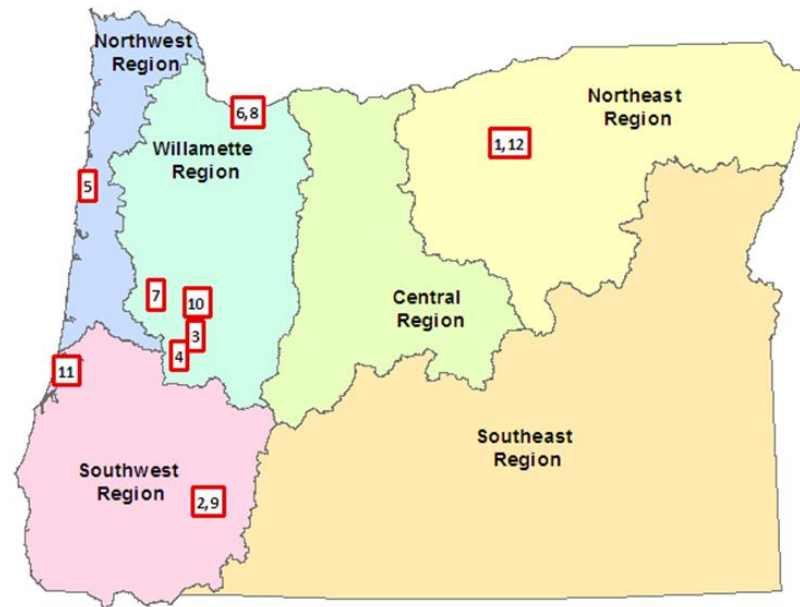 Northwest
Region
6,8
Northeast
Region
Willamette
Region
1,12
5
7
10
Central
Region
3
4
11
Southeast
Region
Southwest
Region
2,9